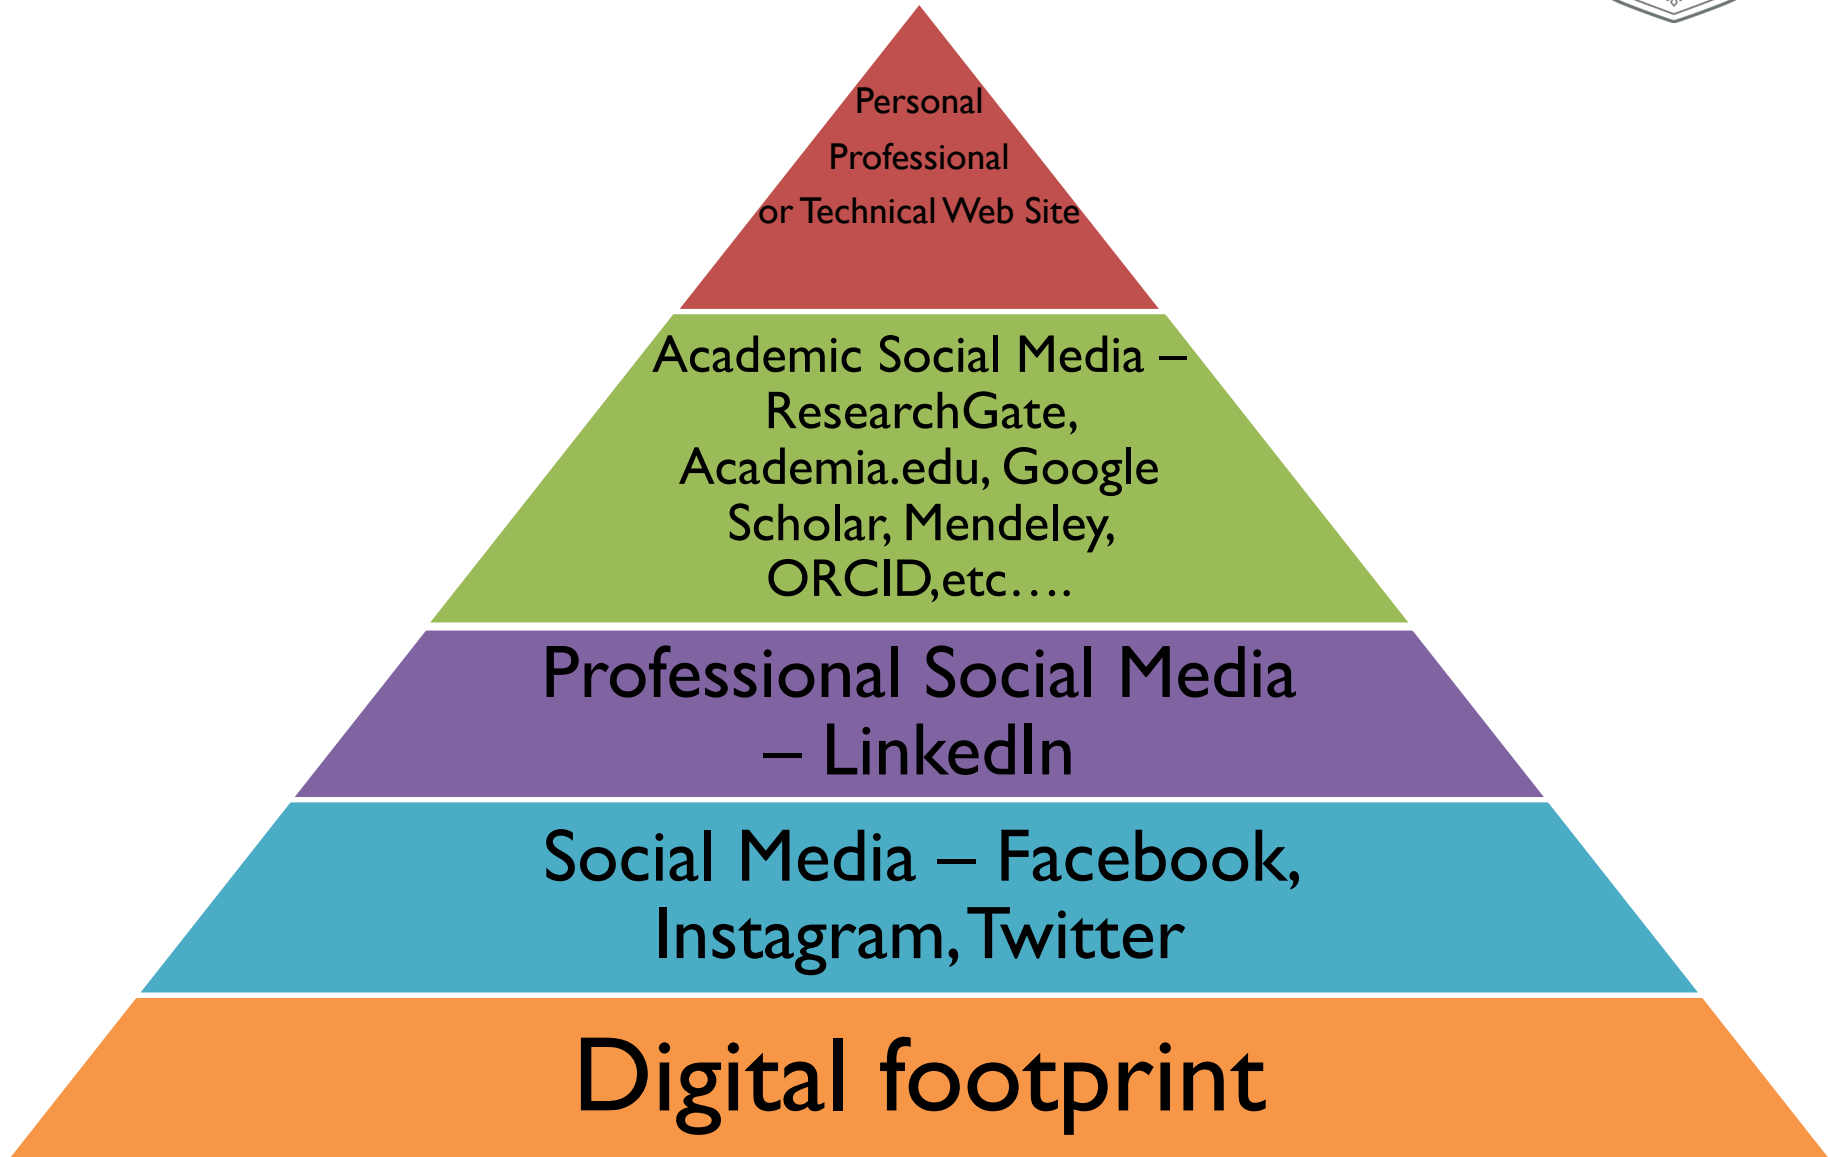 Personal
Professional
or Technical Web Site
Academic Social Media –
ResearchGate,
Academia.edu, Google
Scholar, Mendeley,
ORCID,etc….
Professional Social Media
– LinkedIn
Social Media – Facebook,
Instagram, Twitter
Digital footprint